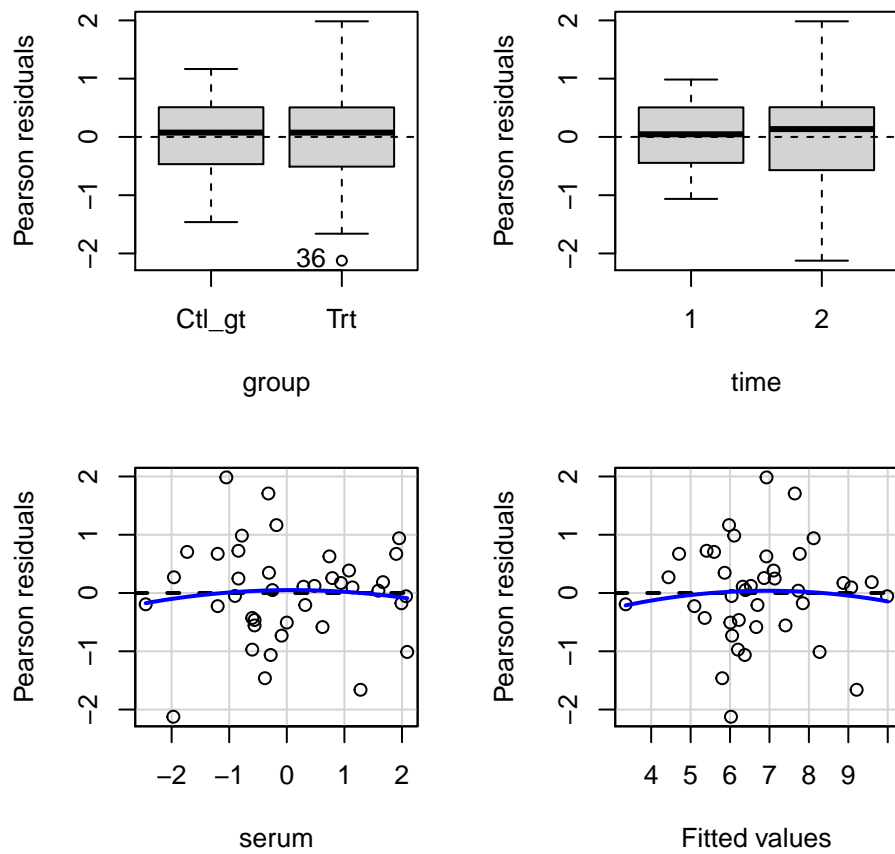 Pearson residuals
2
1
0
−1
−2
36
Ctl_gt Trt
group
Pearson residuals
2
1
0
−1
−2
1 2
time
Pearson residuals
2
1
0
−1
−2
−2 −1 0 1 2
serum
Pearson residuals
2
1
0
−1
−2
4 5 6 7 8 9
Fitted values